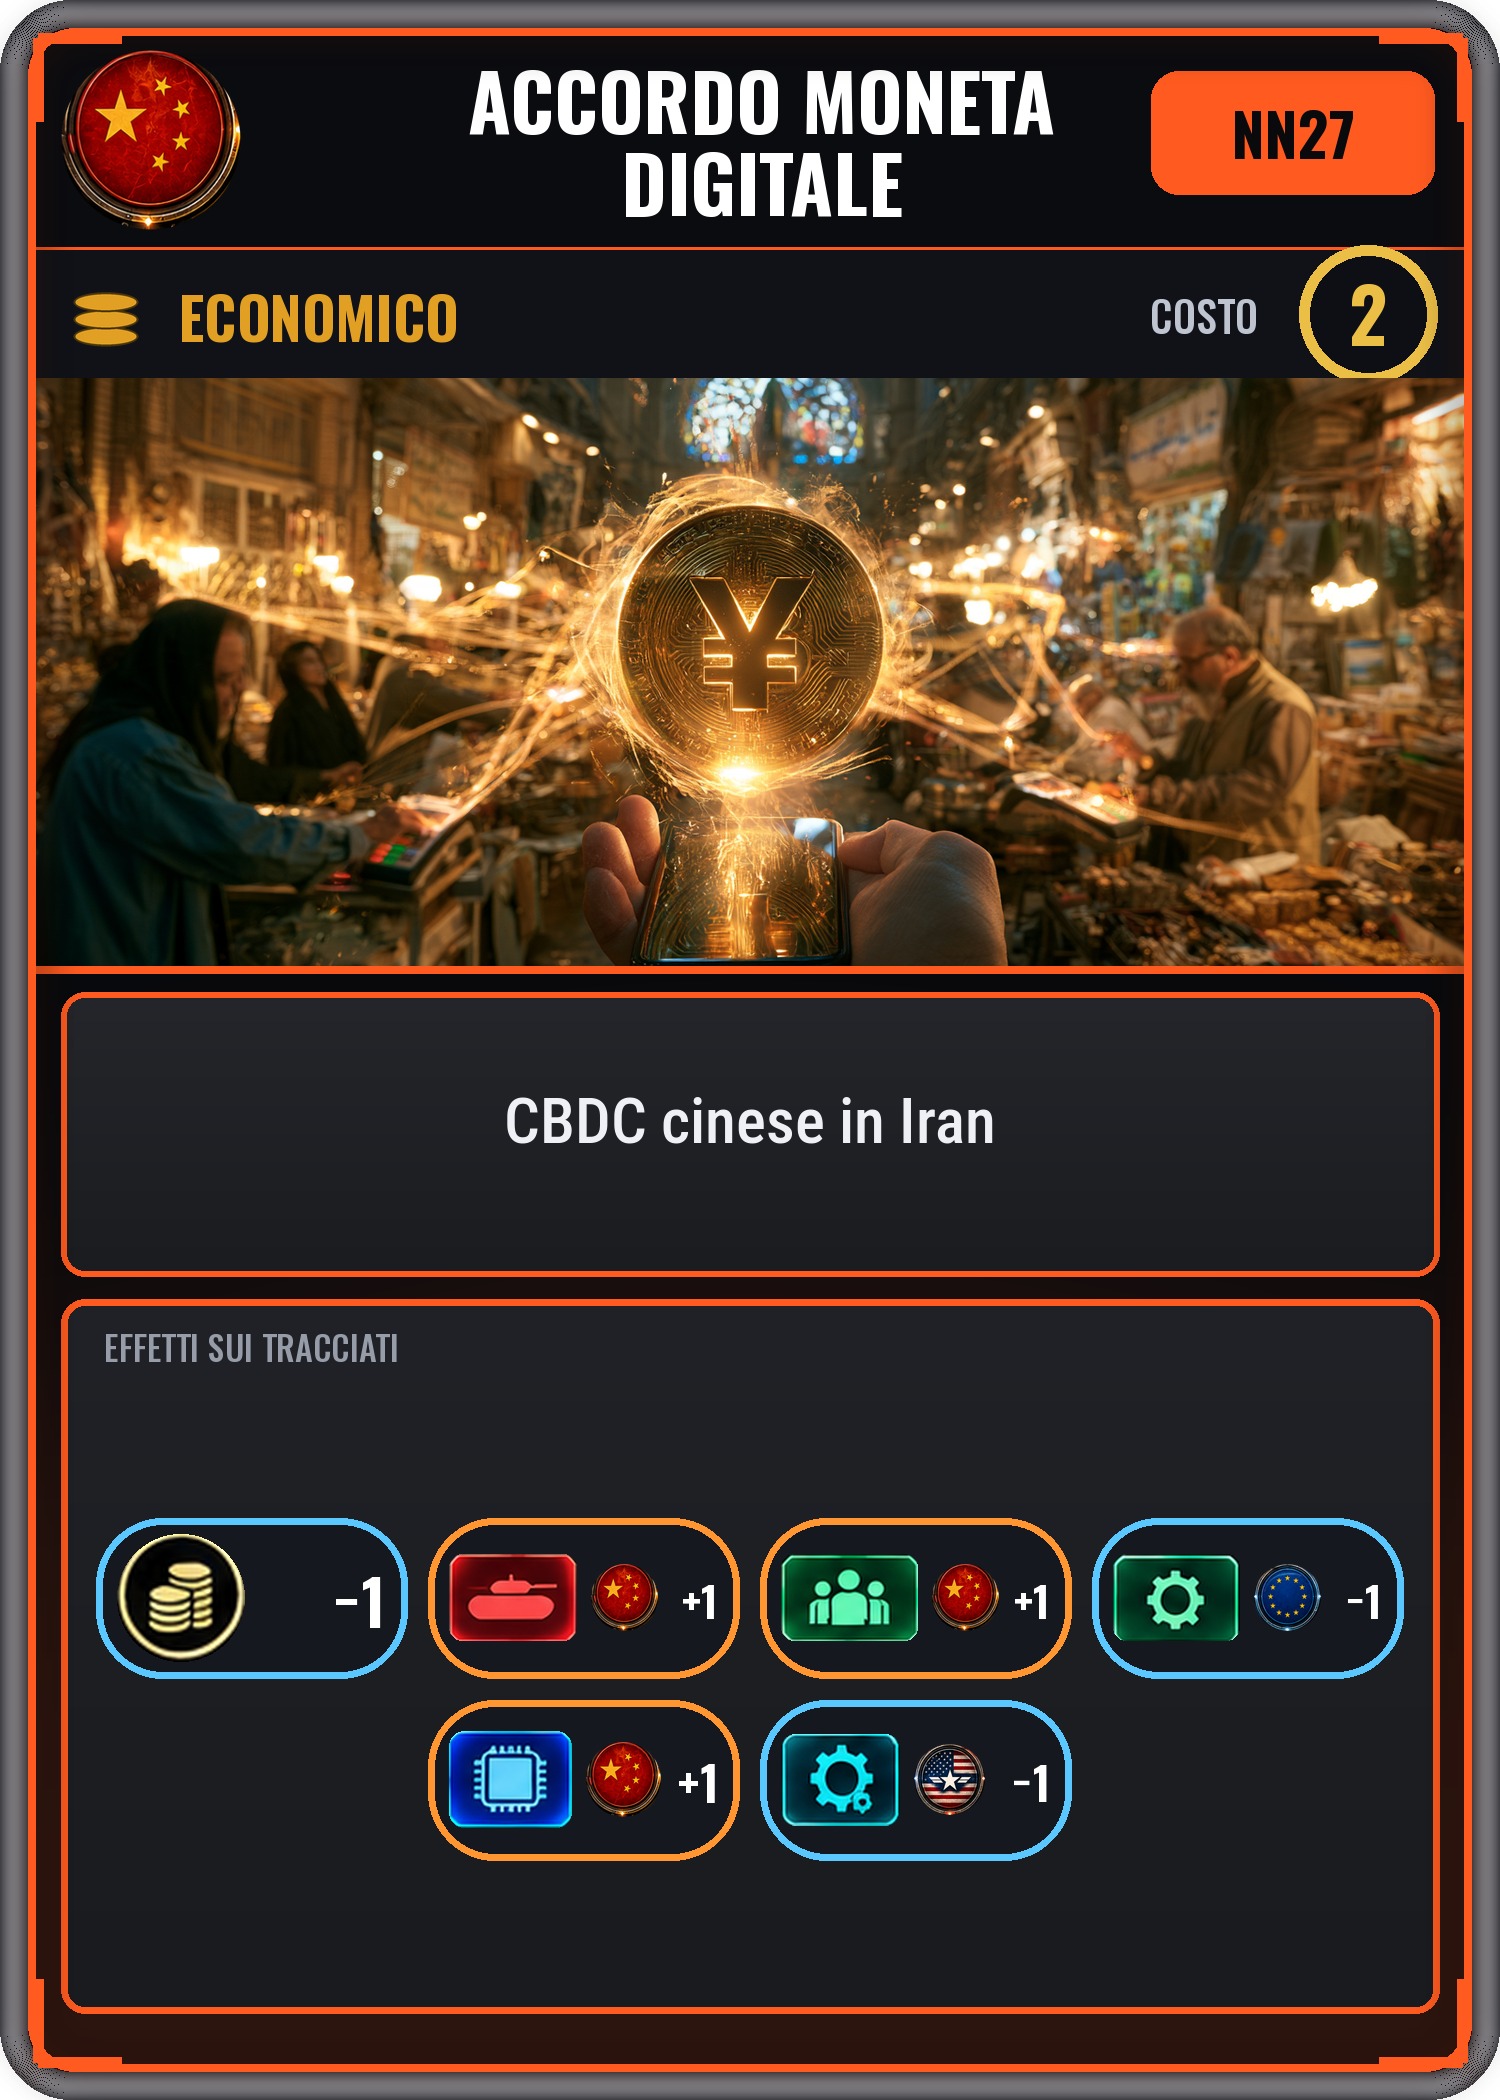 ACCORDO MONETA
DIGITALE
NN27
ECONOMICO
COSTO
2
¥
CBDC cinese in Iran
EFFETTI SUI TRACCIATI
-1
+1
+1
-1
+1
-1